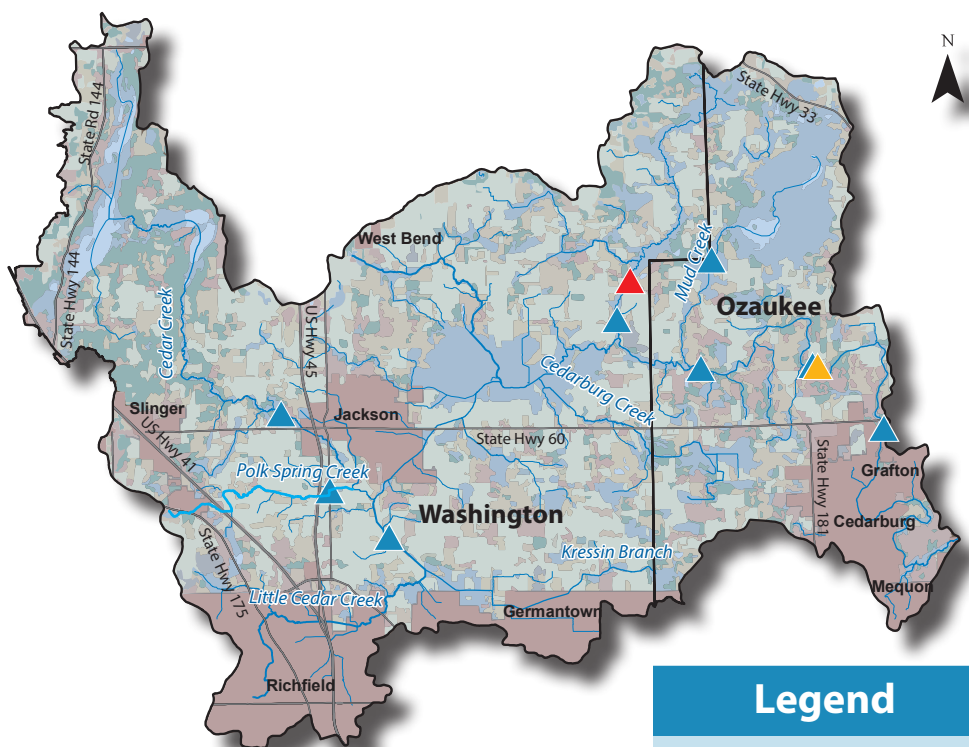 N
State Hwy 33
State Rd 144
West Bend
Mud Creek
Ozaukee
State Hwy 144
Cedar Creek
US Hwy 45
Cedarburg Creek
Slinger
Jackson
US Hwy 41
State Hwy 60
Polk Spring Creek
State Hwy 181
Grafton
Washington
Cedarburg
State Hwy 175
Kressin Branch
Little Cedar Creek
Germantown
Mequon
Richfield
Legend